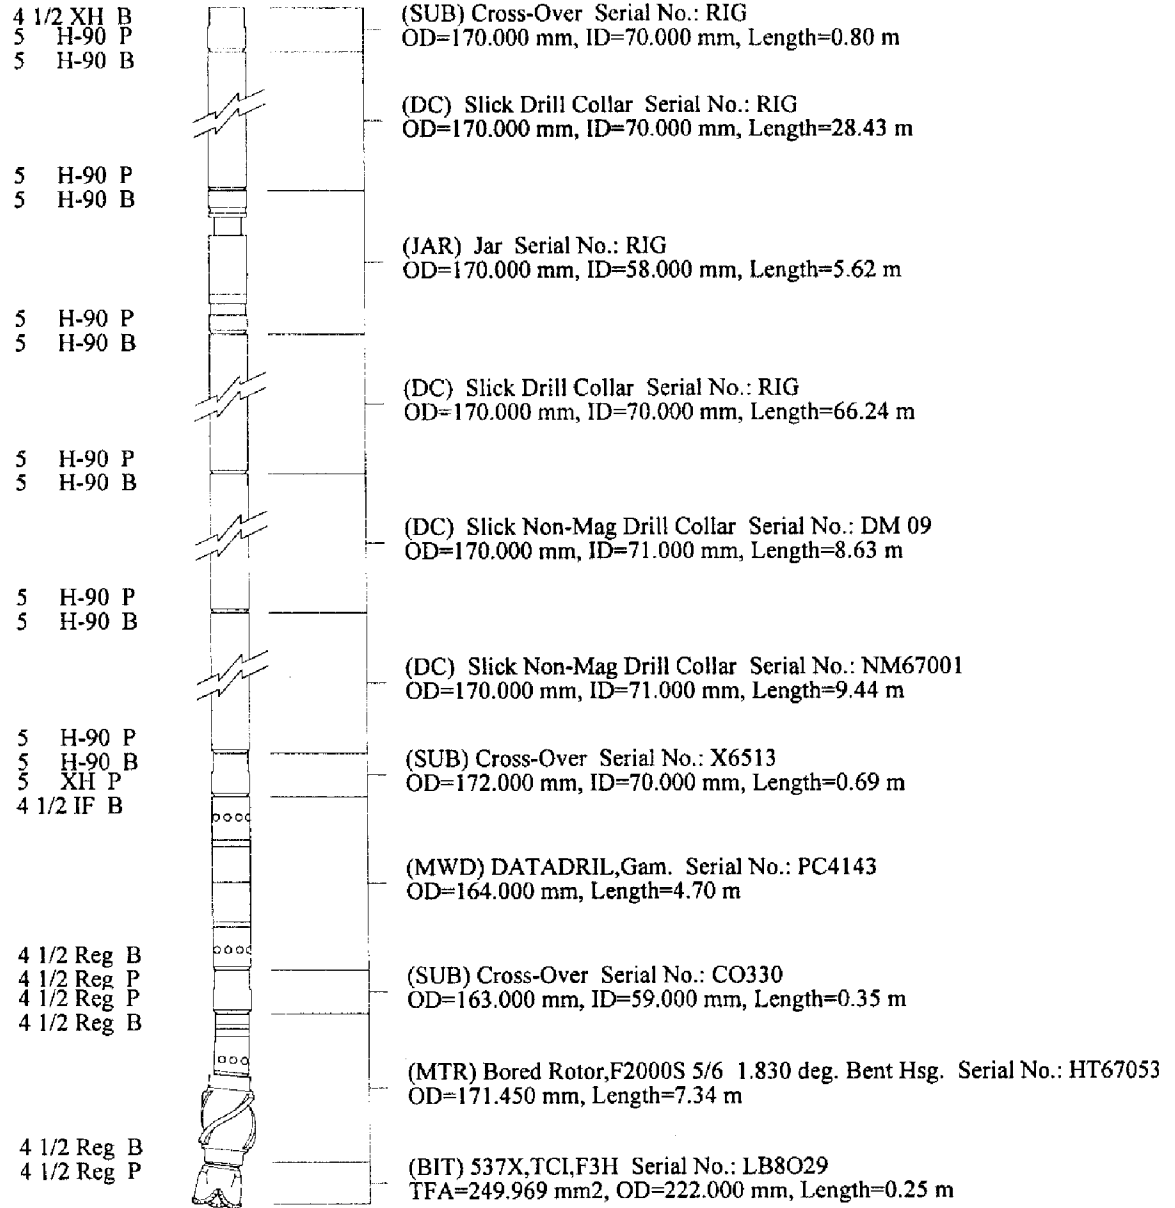 4 1/2 XH B
5 H-90 P
5 H-90 B
(SUB) Cross-Over Serial No.: RIG
OD=170.000 mm, ID=70.000 mm, Length=0.80 m
(DC) Slick Drill Collar Serial No.: RIG
OD=170.000 mm, ID=70.000 mm, Length=28.43 m
5 H-90 P
5 H-90 B
(JAR) Jar Serial No.: RIG
OD=170.000 mm, ID=58.000 mm, Length=5.62 m
5 H-90 P
5 H-90 B
(DC) Slick Drill Collar Serial No.: RIG
OD=170.000 mm, ID=70.000 mm, Length=66.24 m
5 H-90 P
5 H-90 B
(DC) Slick Non-Mag Drill Collar Serial No.: DM 09
OD=170.000 mm, ID=71.000 mm, Length=8.63 m
5 H-90 P
5 H-90 B
(DC) Slick Non-Mag Drill Collar Serial No.: NM67001
OD=170.000 mm, ID=71.000 mm, Length=9.44 m
5 H-90 P
5 H-90 B
5 XH P
4 1/2 IF B
(SUB) Cross-Over Serial No.: X6513
OD=172.000 mm, ID=70.000 mm, Length=0.69 m
(MWD) DATADRIL,Gam. Serial No.: PC4143
OD=164.000 mm, Length=4.70 m
4 1/2 Reg B
4 1/2 Reg P
4 1/2 Reg P
4 1/2 Reg B
(SUB) Cross-Over Serial No.: CO330
OD=163.000 mm, ID=59.000 mm, Length=0.35 m
(MTR) Bored Rotor,F2000S 5/6 1.830 deg. Bent Hsg. Serial No.: HT67053
OD=171.450 mm, Length=7.34 m
4 1/2 Reg B
4 1/2 Reg P
(BIT) 537X,TCI,F3H Serial No.: LB8O29
TFA=249.969 mm2, OD=222.000 mm, Length=0.25 m